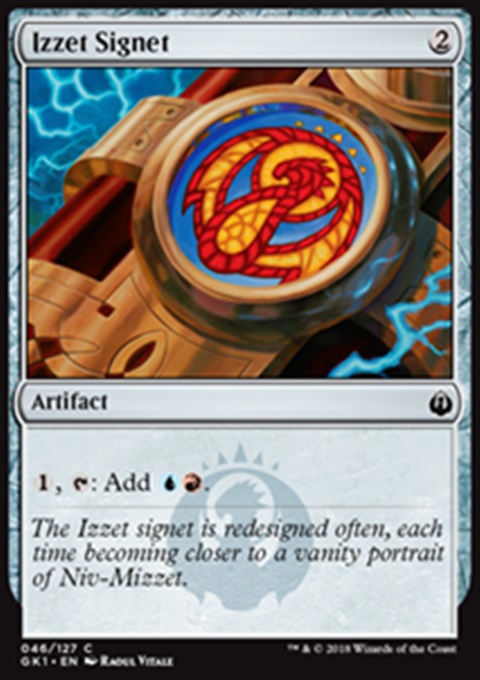 Izzet Signet 2
Artifact
1, T: Add UR.
The Izzet signet is redesigned often, each
time becoming closer to a vanity portrait
of Niv-Mizzet.
046/127 C
GK1 • EN Raoul Vitale
™ & © 2018 Wizards of the Coast